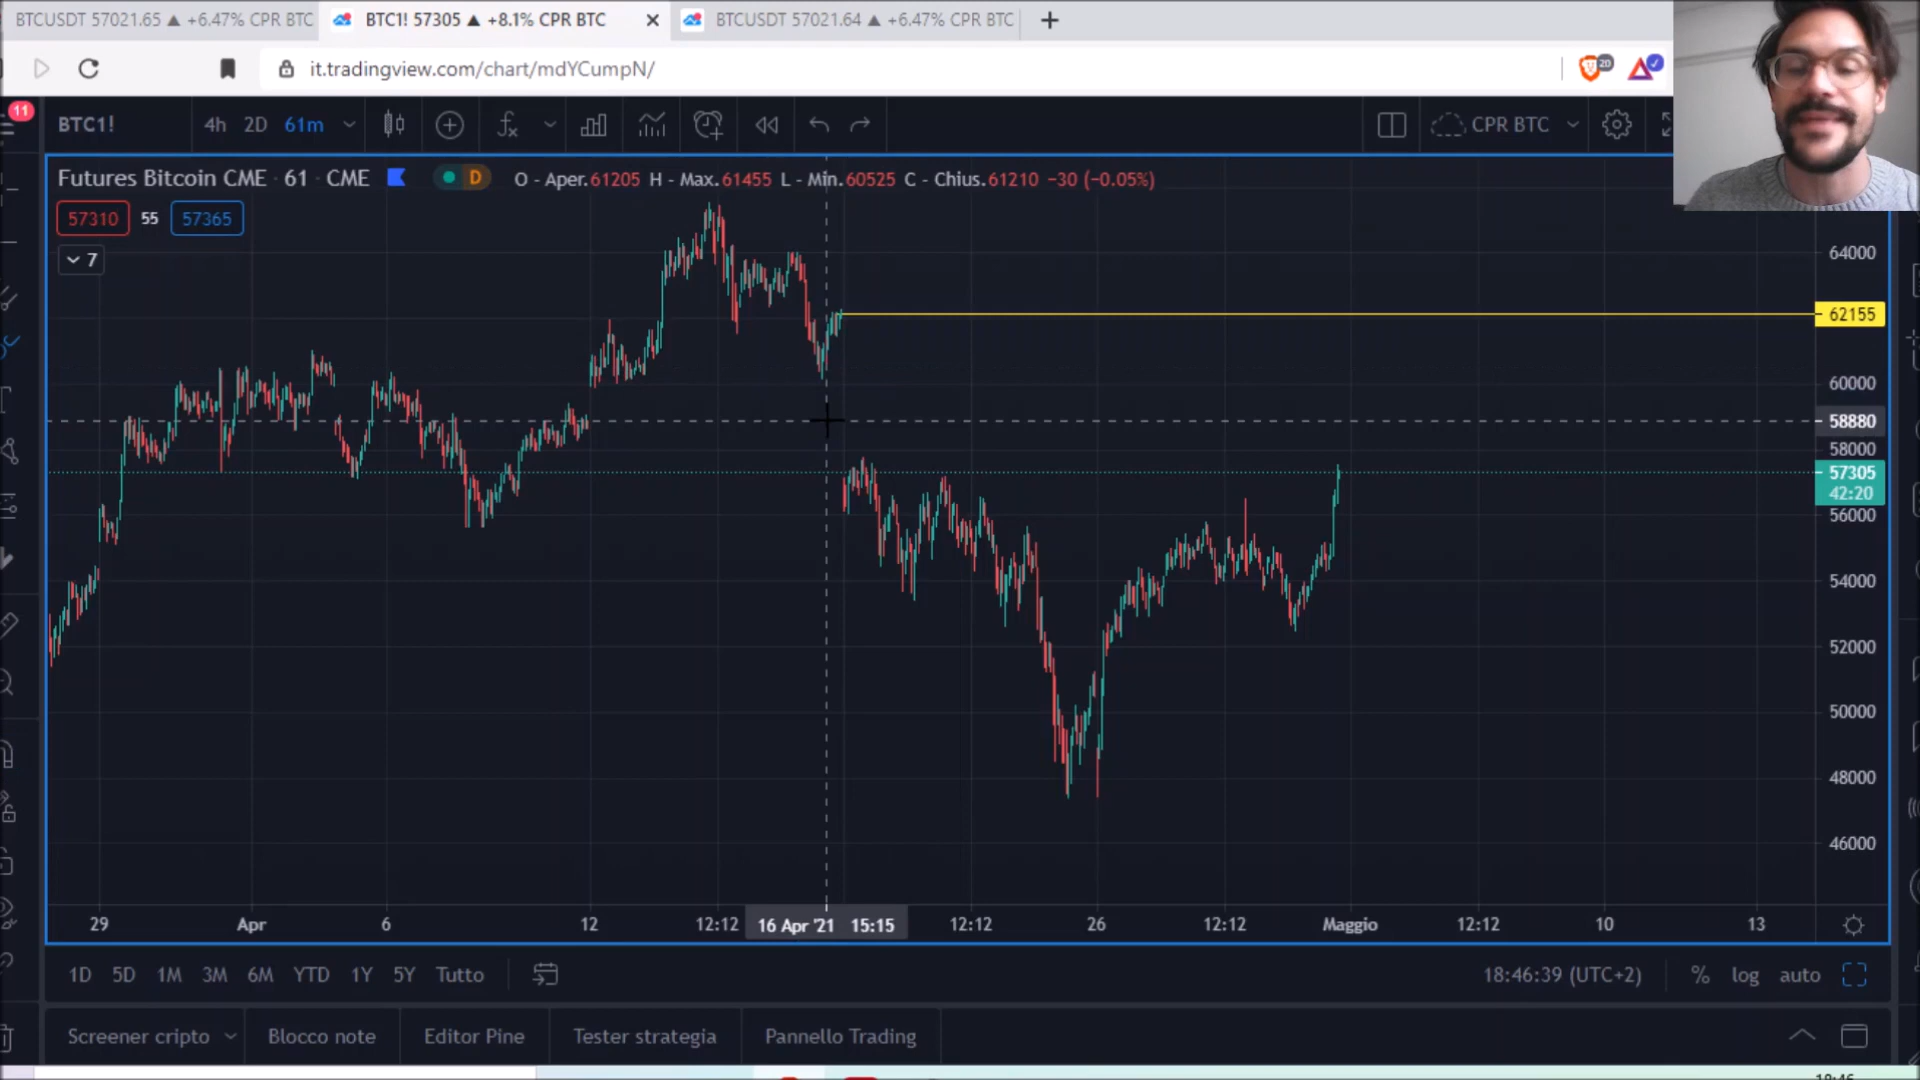 BTCUSDT 57021.65 ▲ +6.47% CPR BTC
BTC1! 57305 ▲ +8.1% CPR BTC
BTCUSDT 57021.64 ▲ +6.47% CPR BTC
it.tradingview.com/chart/mdYCumpN/
20
11
BTC1! 4h 2D 61m
CPR BTC
Futures Bitcoin CME · 61 · CME D O - Aper.61205 H - Max.61455 L - Min.60525 C - Chius.61210 −30 (−0.05%)
57310 55 57365
7
64000
62155
60000
58880
58000
57305
42:20
56000
54000
52000
50000
48000
46000
29 Apr 6 12 12:12 16 Apr '21 15:15 12:12 26 12:12 Maggio 12:12 10 13
1D 5D 1M 3M 6M YTD 1Y 5Y Tutto
18:46:39 (UTC+2) % log auto
Screener cripto Blocco note Editor Pine Tester strategia Pannello Trading